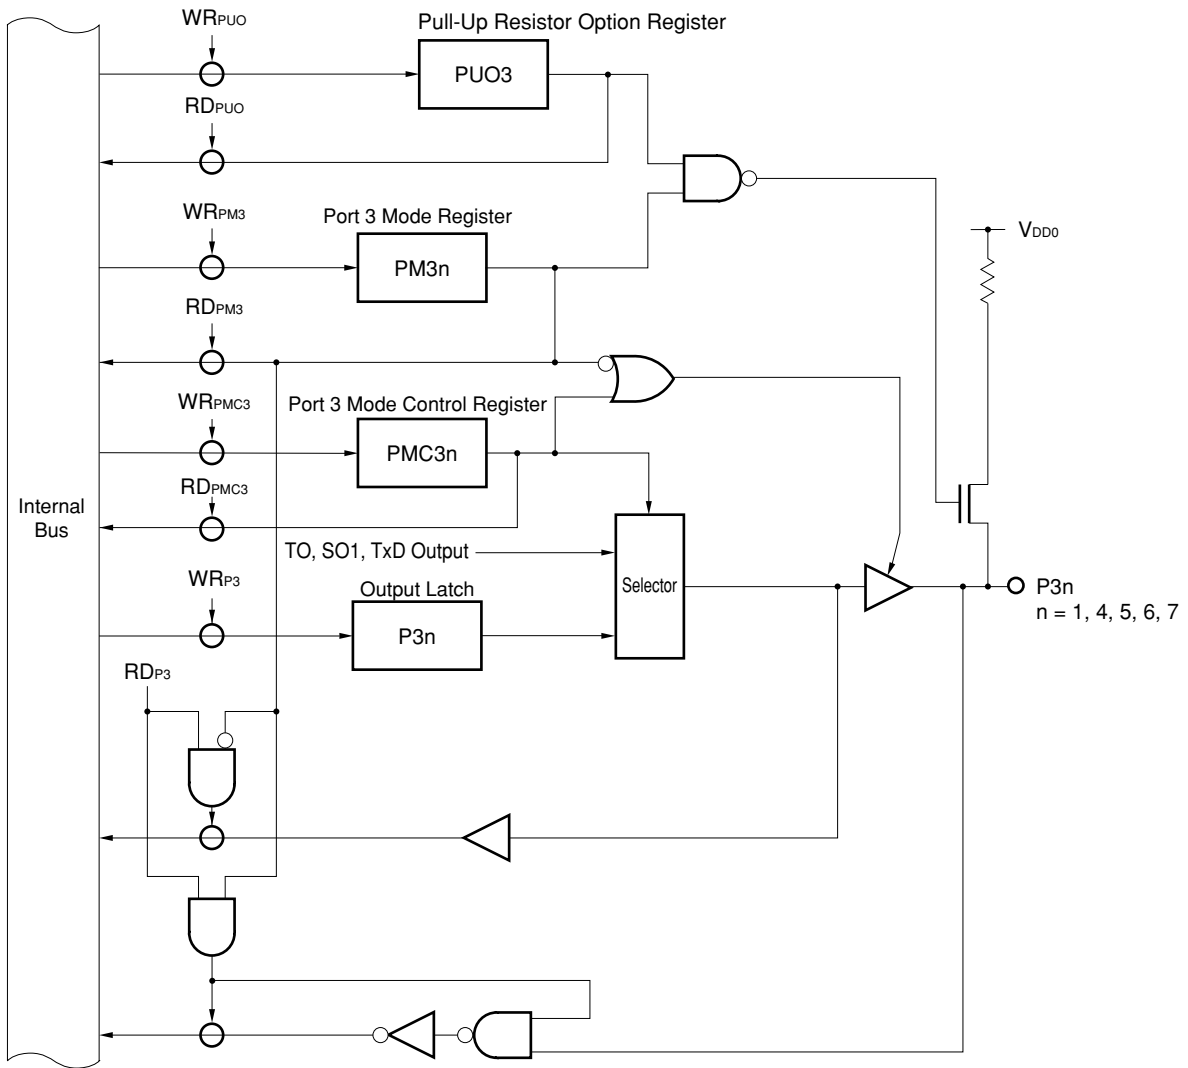 WRPUO
Pull-Up Resistor Option Register
PUO3
RDPUO
WRPM3
Port 3 Mode Register
PM3n
VDD0
RDPM3
WRPMC3
Port 3 Mode Control Register
PMC3n
RDPMC3
Internal
Bus
TO, SO1, TxD Output
WRP3
Output Latch
P3n
Selector
P3n
n = 1, 4, 5, 6, 7
RDP3